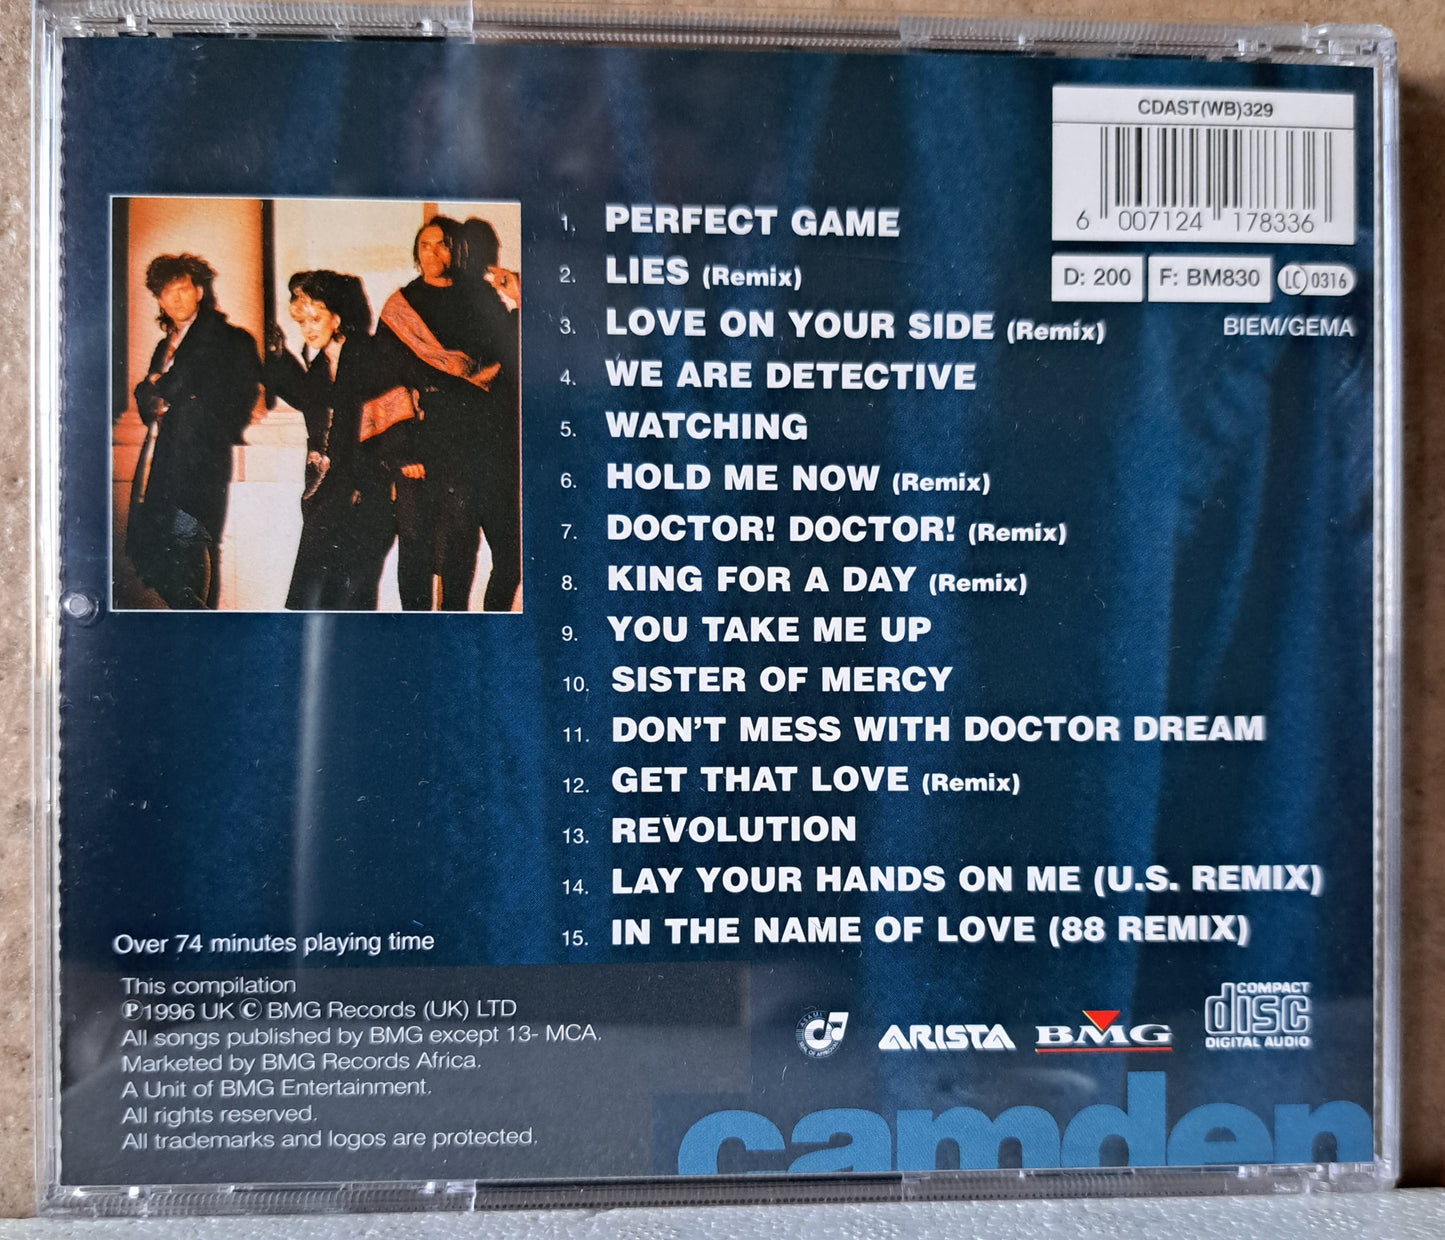 CDAST(WB)329
6 007124 178336
D: 200 F: BM830 LC 0316
BIEM/GEMA
1. PERFECT GAME
2. LIES (Remix)
3. LOVE ON YOUR SIDE (Remix)
4. WE ARE DETECTIVE
5. WATCHING
6. HOLD ME NOW (Remix)
7. DOCTOR! DOCTOR! (Remix)
8. KING FOR A DAY (Remix)
9. YOU TAKE ME UP
10. SISTER OF MERCY
11. DON'T MESS WITH DOCTOR DREAM
12. GET THAT LOVE (Remix)
13. REVOLUTION
14. LAY YOUR HANDS ON ME (U.S. REMIX)
15. IN THE NAME OF LOVE (88 REMIX)
Over 74 minutes playing time
This compilation
℗1996 UK © BMG Records (UK) LTD
All songs published by BMG except 13- MCA.
Marketed by BMG Records Africa.
A Unit of BMG Entertainment.
All rights reserved.
All trademarks and logos are protected.
ARISTA
BMG
COMPACT
disc
DIGITAL AUDIO
camden